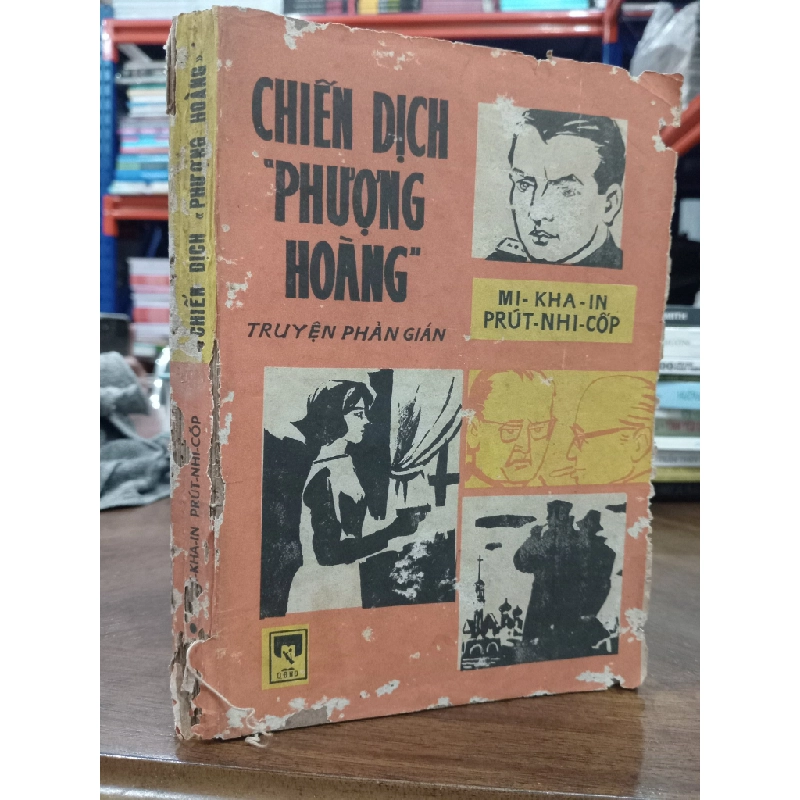 CHIẾN DỊCH
"PHƯỢNG
HOÀNG"
TRUYỆN PHẢN GIÁN
MI-KHA-IN
PRÚT-NHI-CỐP
CHIẾN DỊCH «PHƯỢNG HOÀNG»
-KHA-IN PRÚT-NHI-CỐP